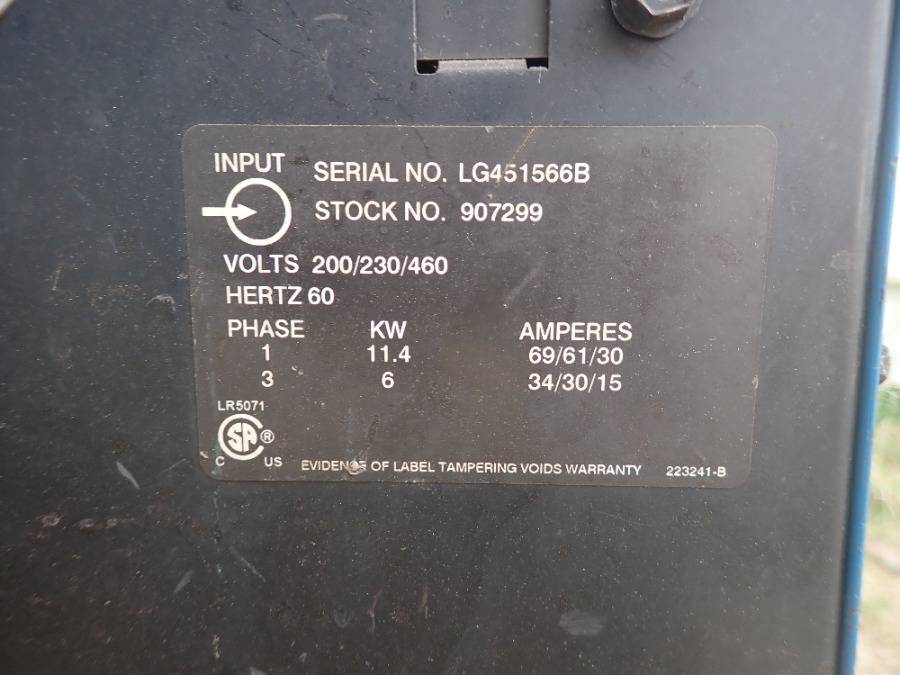 INPUT
SERIAL NO. LG451566B
STOCK NO. 907299
VOLTS 200/230/460
HERTZ 60
PHASE KW AMPERES
1 11.4 69/61/30
3 6 34/30/15
LR5071
SA ®
C US
EVIDENCE OF LABEL TAMPERING VOIDS WARRANTY 223241-B